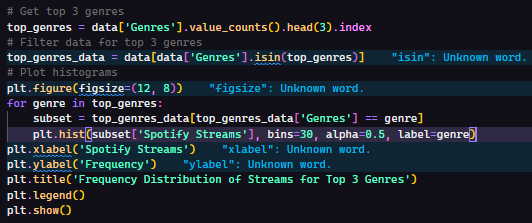 # Get top 3 genres
top_genres = data['Genres'].value_counts().head(3).index
# Filter data for top 3 genres
top_genres_data = data[data['Genres'].isin(top_genres)]    "isin": Unknown word.
# Plot histograms
plt.figure(figsize=(12, 8))    "figsize": Unknown word.
for genre in top_genres:
    subset = top_genres_data[top_genres_data['Genres'] == genre]
    plt.hist(subset['Spotify Streams'], bins=30, alpha=0.5, label=genre)
plt.xlabel('Spotify Streams')    "xlabel": Unknown word.
plt.ylabel('Frequency')    "ylabel": Unknown word.
plt.title('Frequency Distribution of Streams for Top 3 Genres')
plt.legend()
plt.show()